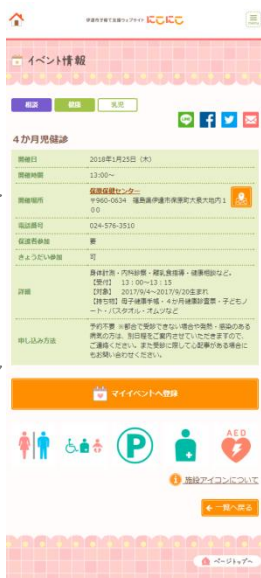 伊達市子育て支援ウェブサイト にこにこ
イベント情報
相談 健康 乳児
4か月児健診
開催日 2018年1月25日（木）
開催時間 13:00～
開催場所 保原保健センター
〒960-0634 福島県伊達市保原町大泉大地内1
00
電話番号 024-576-3510
保護者参加 要
きょうだい参加 可
詳細 身体計測・内科診察・離乳食指導・健康相談など。
【受付】 13：00～13：15
【対象】 2017/9/4～2017/9/20生まれ
【持ち物】母子健康手帳・4か月健診問診票・子どもノ
ート・バスタオル・オムツなど
申し込み方法 予約不要 ※都合で受診できない場合や発熱・感染のある
病気の方は、別日程をご案内させていただきますので、
ご連絡ください。また受診に際して心配事がある場合に
もお問い合わせください。
マイイベントへ登録
P
AED
施設アイコンについて
一覧へ戻る
ページトップへ